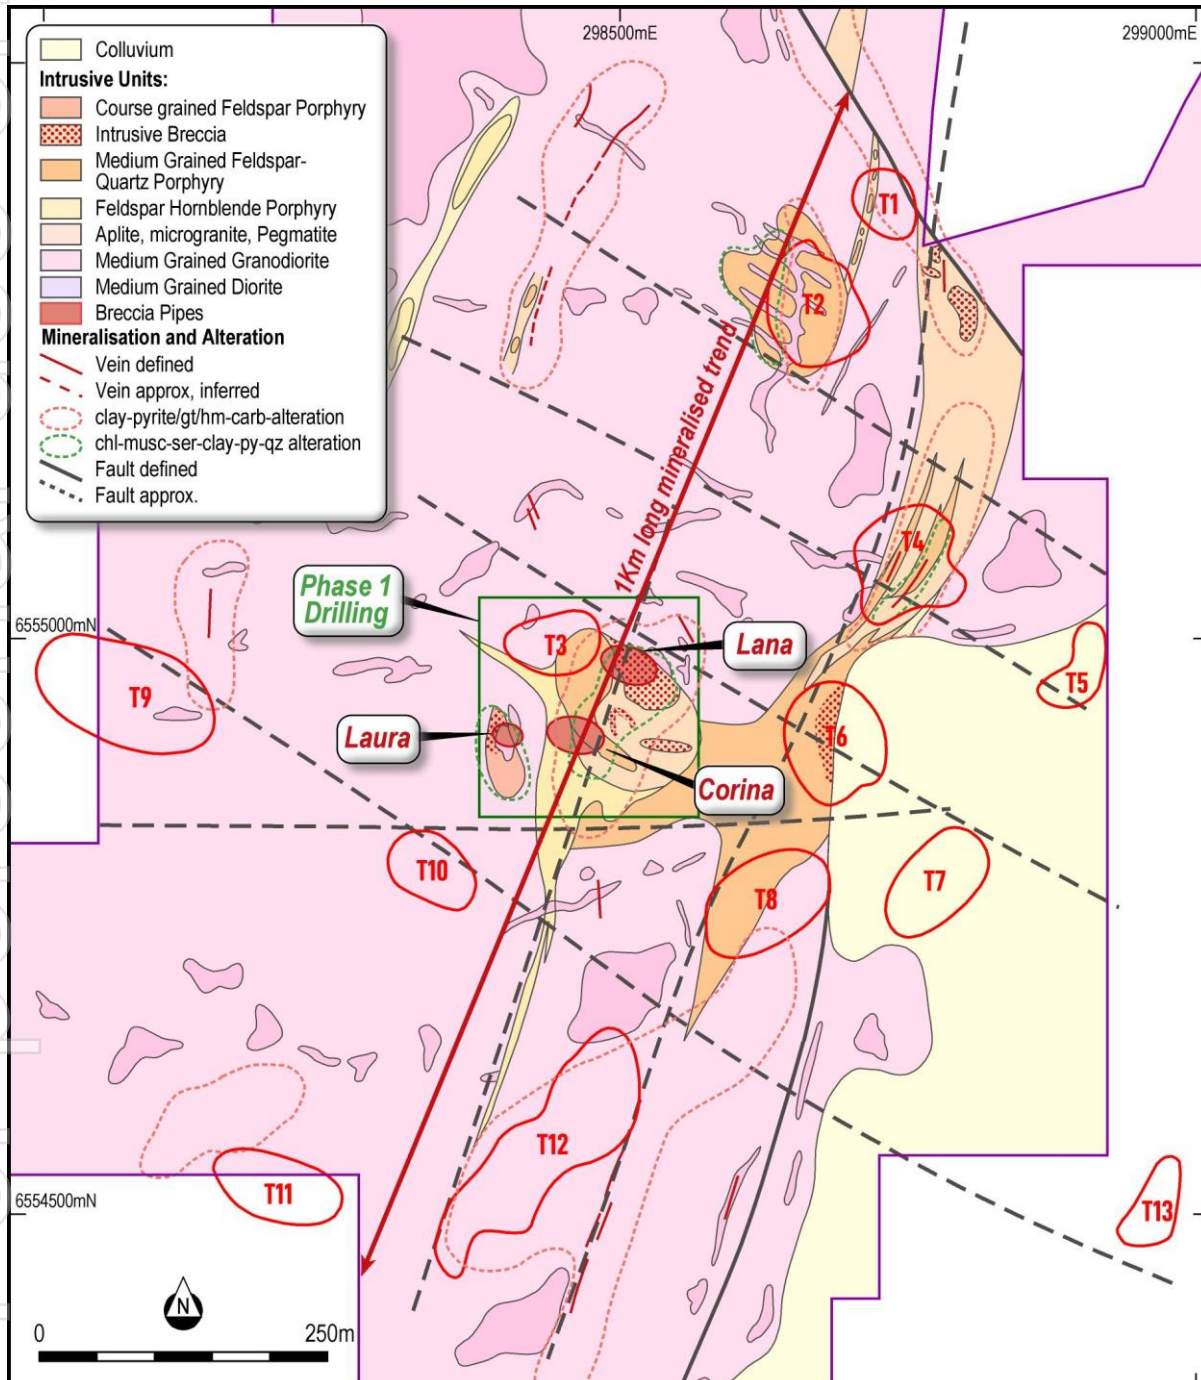 298500mE
299000mE
Colluvium
Intrusive Units:
Course grained Feldspar Porphyry
Intrusive Breccia
Medium Grained Feldspar-
Quartz Porphyry
Feldspar Hornblende Porphyry
Aplite, microgranite, Pegmatite
Medium Grained Granodiorite
Medium Grained Diorite
Breccia Pipes
Mineralisation and Alteration
Vein defined
Vein approx, inferred
clay-pyrite/gt/hm-carb-alteration
chl-musc-ser-clay-py-qz alteration
Fault defined
Fault approx.
T1
T2
1Km long mineralised trend
T4
Phase 1
Drilling
6555000mN
T3
Lana
T5
T9
Laura
T6
Corina
T10
T7
T8
T12
T11
6554500mN
T13
N
0
250m